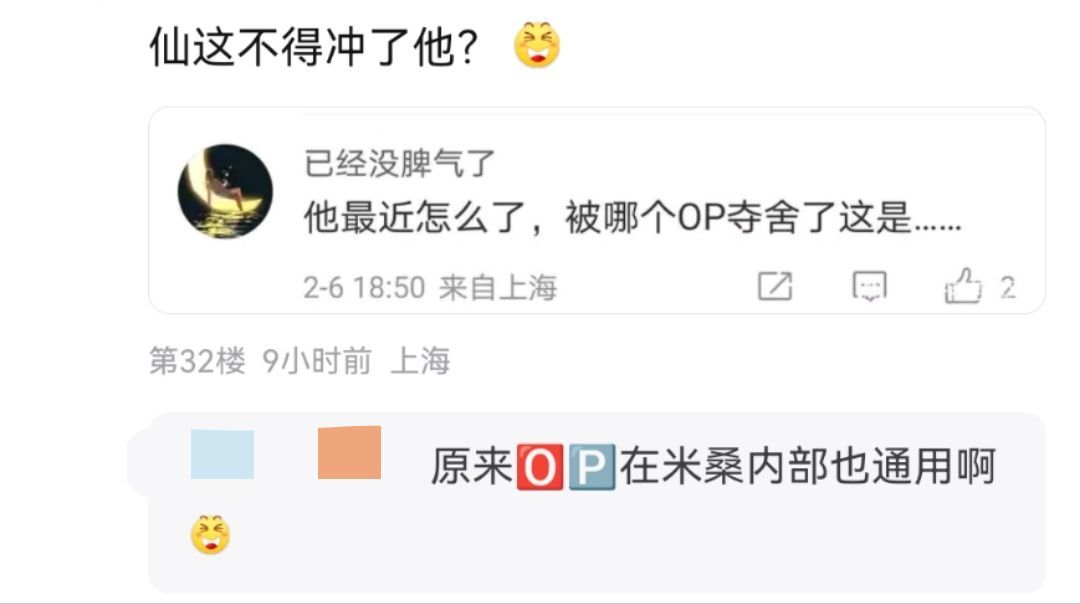 仙这不得冲了他？😆
已经没脾气了
他最近怎么了，被哪个OP夺舍了这是……
2-6 18:50 来自上海
2
第32楼 9小时前 上海
原来🅾️🅿️在米桑内部也通用啊
😆